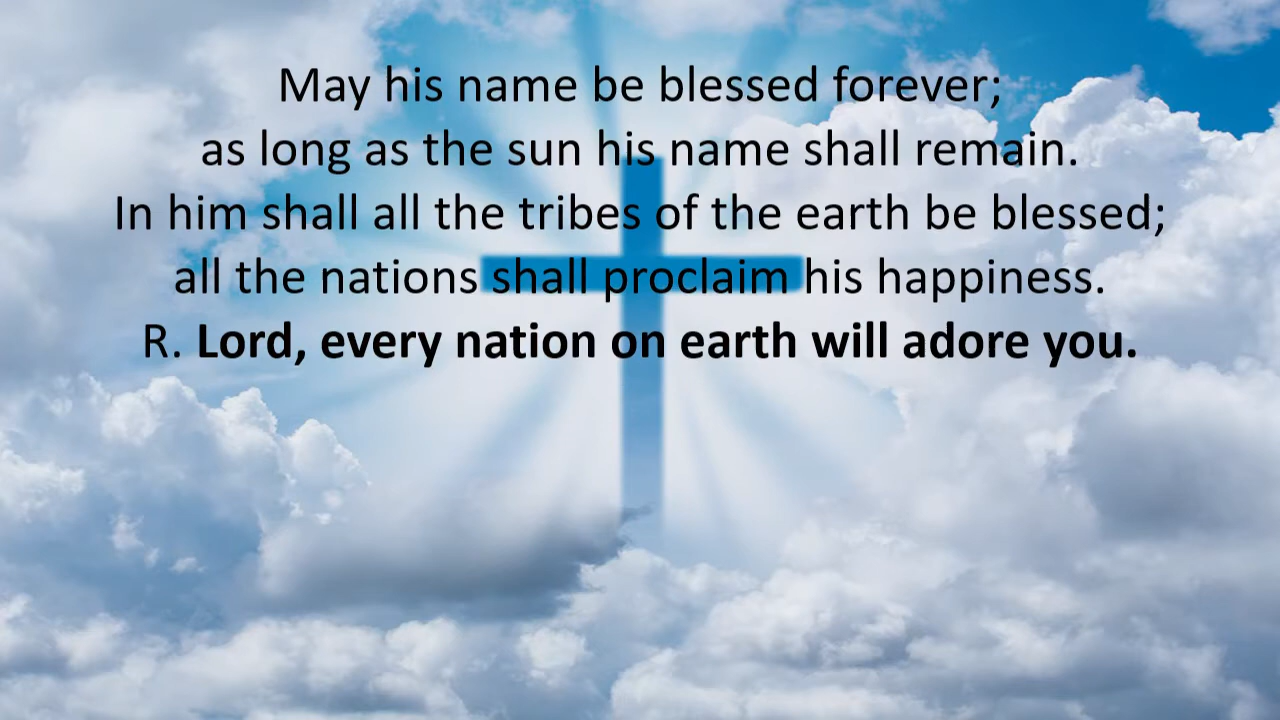 May his name be blessed forever;
as long as the sun his name shall remain.
In him shall all the tribes of the earth be blessed;
all the nations shall proclaim his happiness.
R. Lord, every nation on earth will adore you.